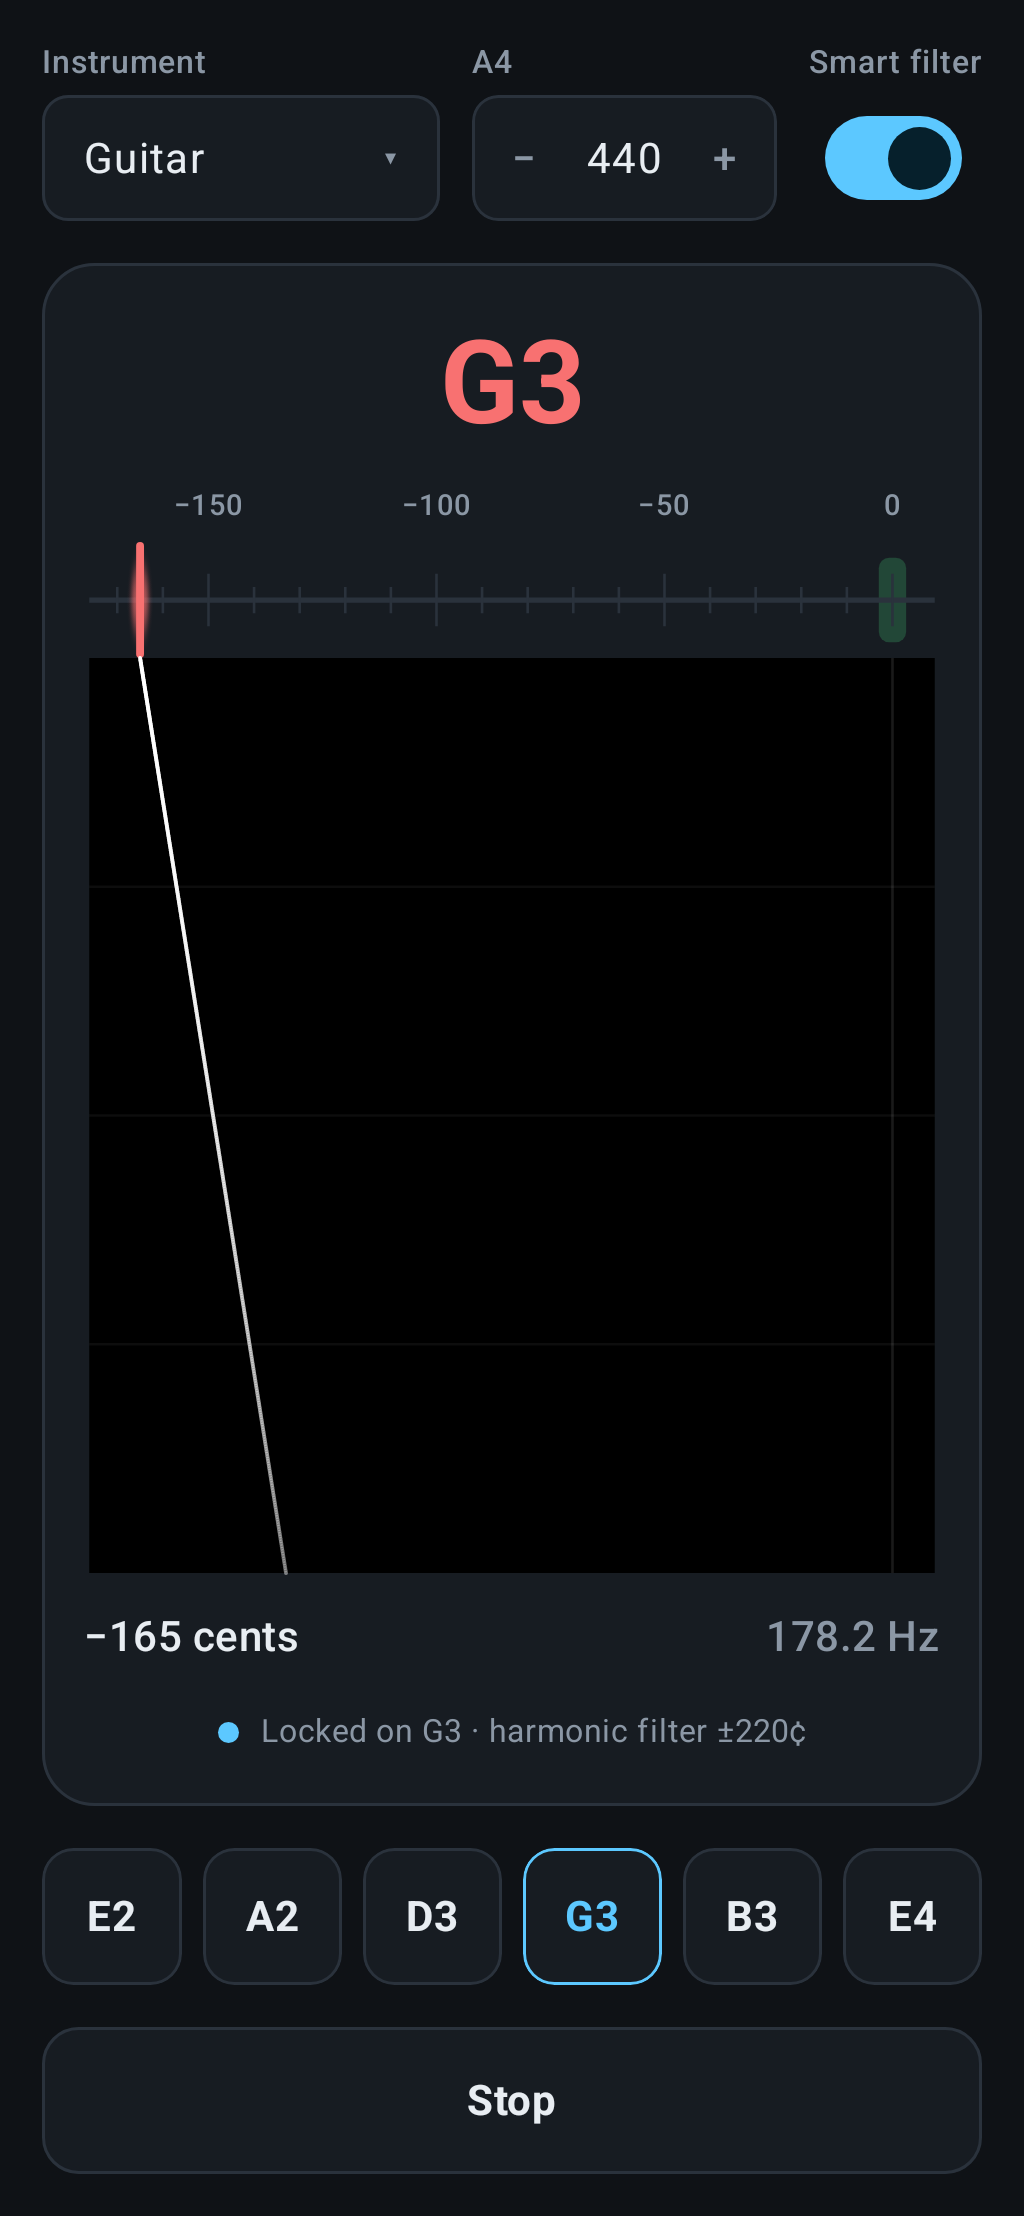 Instrument
A4
Smart filter
Guitar ▾
− 440 +
G3
−150 −100 −50 0
−165 cents
178.2 Hz
Locked on G3 · harmonic filter ±220¢
E2 A2 D3 G3 B3 E4
Stop